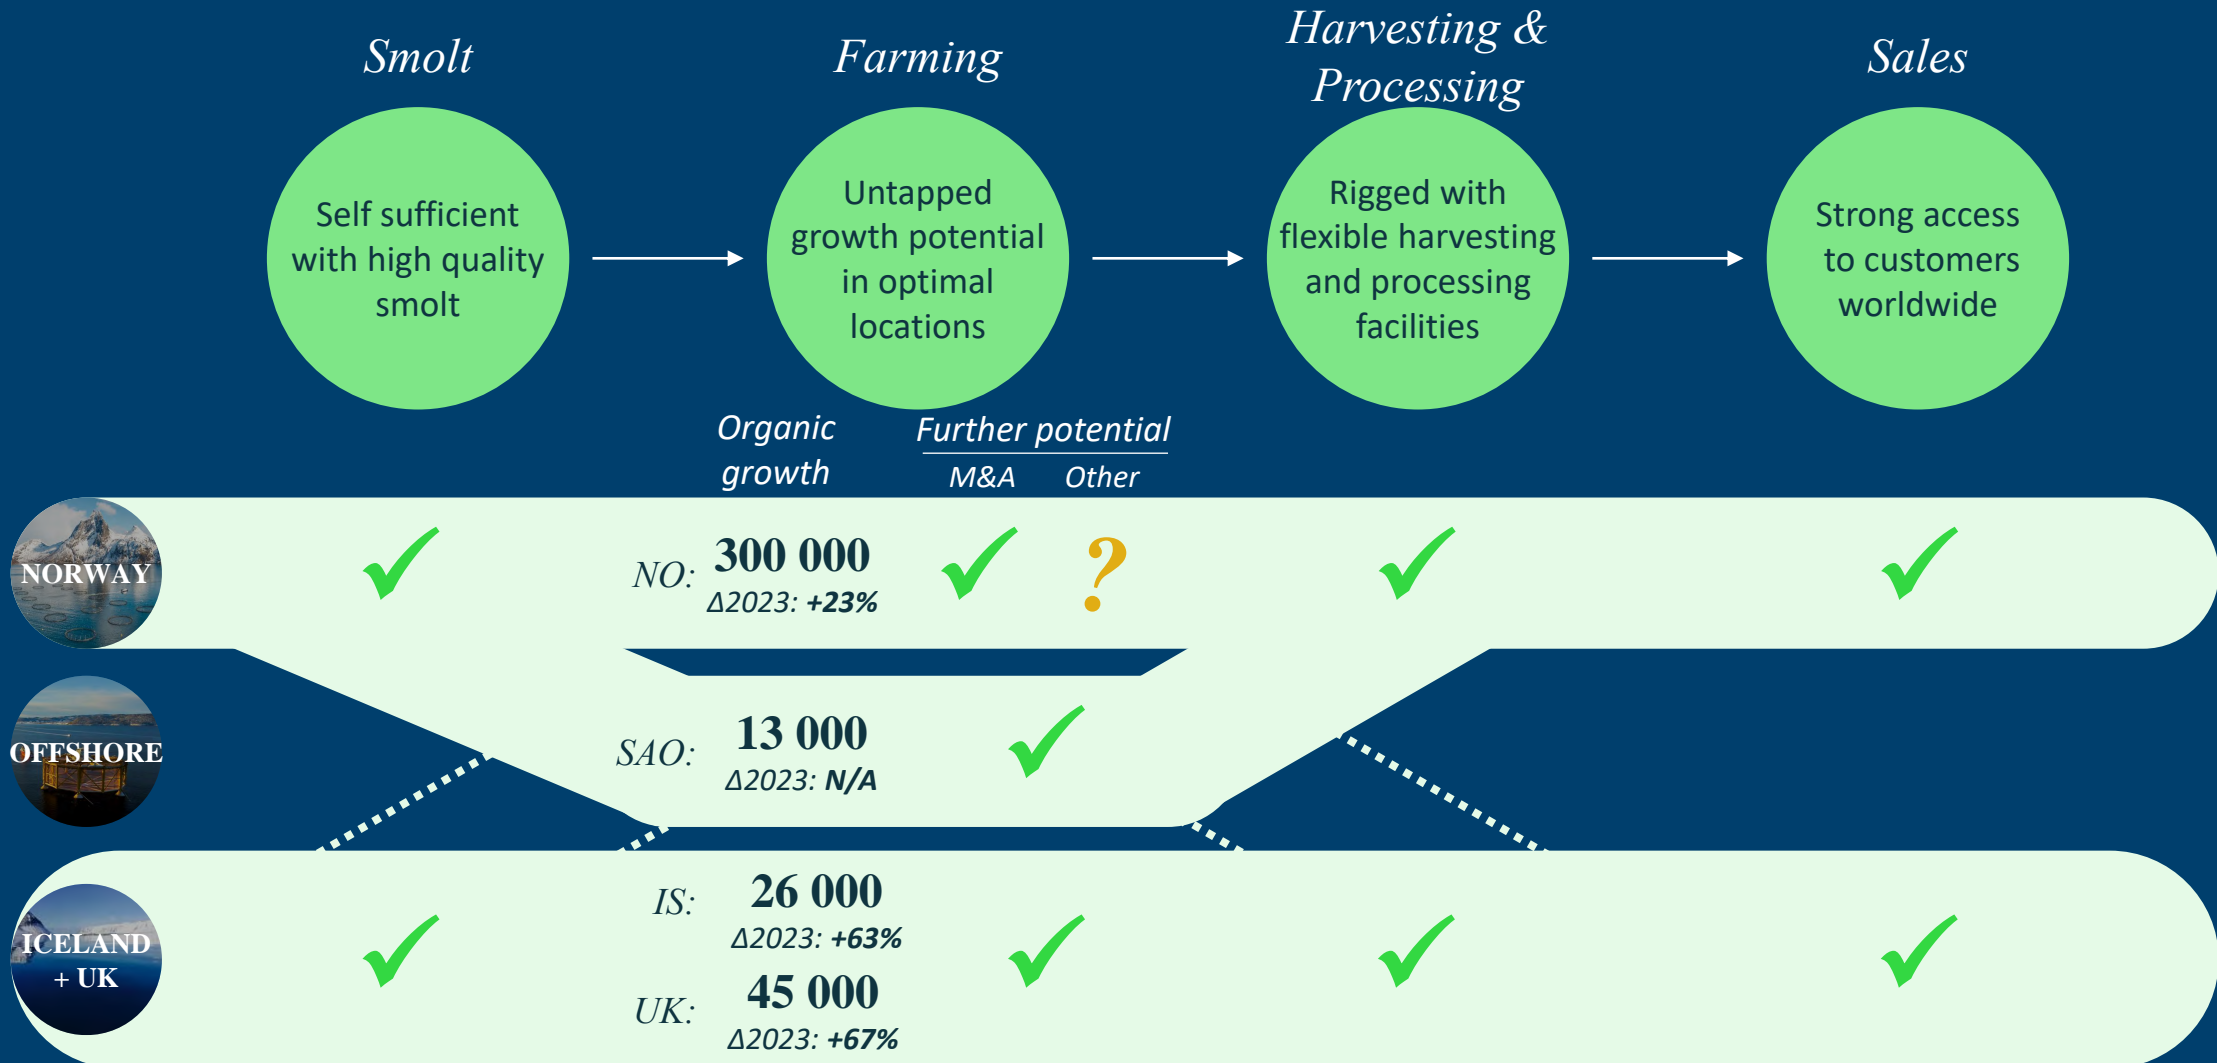 Smolt
Farming
Harvesting &
Processing
Sales
Self sufficient
with high quality
smolt
Untapped
growth potential
in optimal
locations
Rigged with
flexible harvesting
and processing
facilities
Strong access
to customers
worldwide
Organic
growth
Further potential
M&A Other
NORWAY
NO: 300 000
Δ2023: +23%
?
OFFSHORE
SAO: 13 000
Δ2023: N/A
ICELAND
+ UK
IS: 26 000
Δ2023: +63%
UK: 45 000
Δ2023: +67%